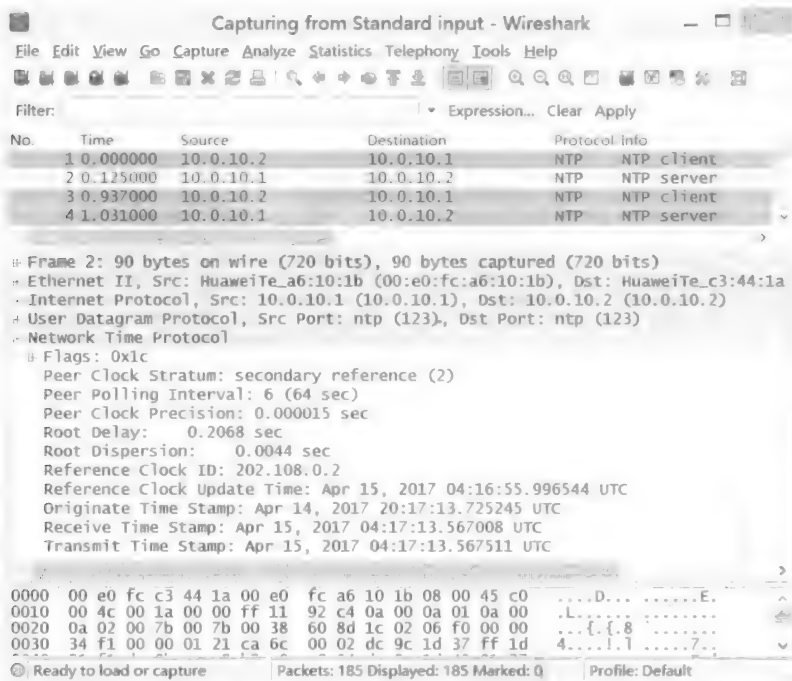 Capturing from Standard input - Wireshark
File Edit View Go Capture Analyze Statistics Telephony Tools Help
Filter: Expression... Clear Apply
No. Time Source Destination Protocol Info
1 0.000000 10.0.10.2 10.0.10.1 NTP NTP client
2 0.125000 10.0.10.1 10.0.10.2 NTP NTP server
3 0.937000 10.0.10.2 10.0.10.1 NTP NTP client
4 1.031000 10.0.10.1 10.0.10.2 NTP NTP server
Frame 2: 90 bytes on wire (720 bits), 90 bytes captured (720 bits)
Ethernet II, Src: HuaweiTe_a6:10:1b (00:e0:fc:a6:10:1b), Dst: HuaweiTe_c3:44:1a
Internet Protocol, Src: 10.0.10.1 (10.0.10.1), Dst: 10.0.10.2 (10.0.10.2)
User Datagram Protocol, Src Port: ntp (123), Dst Port: ntp (123)
Network Time Protocol
Flags: 0x1c
Peer Clock Stratum: secondary reference (2)
Peer Polling Interval: 6 (64 sec)
Peer Clock Precision: 0.000015 sec
Root Delay: 0.2068 sec
Root Dispersion: 0.0044 sec
Reference Clock ID: 202.108.0.2
Reference Clock Update Time: Apr 15, 2017 04:16:55.996544 UTC
Originate Time Stamp: Apr 14, 2017 20:17:13.725245 UTC
Receive Time Stamp: Apr 15, 2017 04:17:13.567008 UTC
Transmit Time Stamp: Apr 15, 2017 04:17:13.567511 UTC
0000 00 e0 fc c3 44 1a 00 e0 fc a6 10 1b 08 00 45 c0 ....D... ......E.
0010 00 4c 00 1a 00 00 ff 11 92 c4 0a 00 0a 01 0a 00 .L...... ........
0020 0a 02 00 7b 00 7b 00 38 60 8d 1c 02 06 f0 00 00 ...{.{.8 `.......
0030 34 f1 00 00 01 21 ca 6c 00 02 dc 9c 1d 37 ff 1d 4....!.l .....7..
Ready to load or capture Packets: 185 Displayed: 185 Marked: 0 Profile: Default